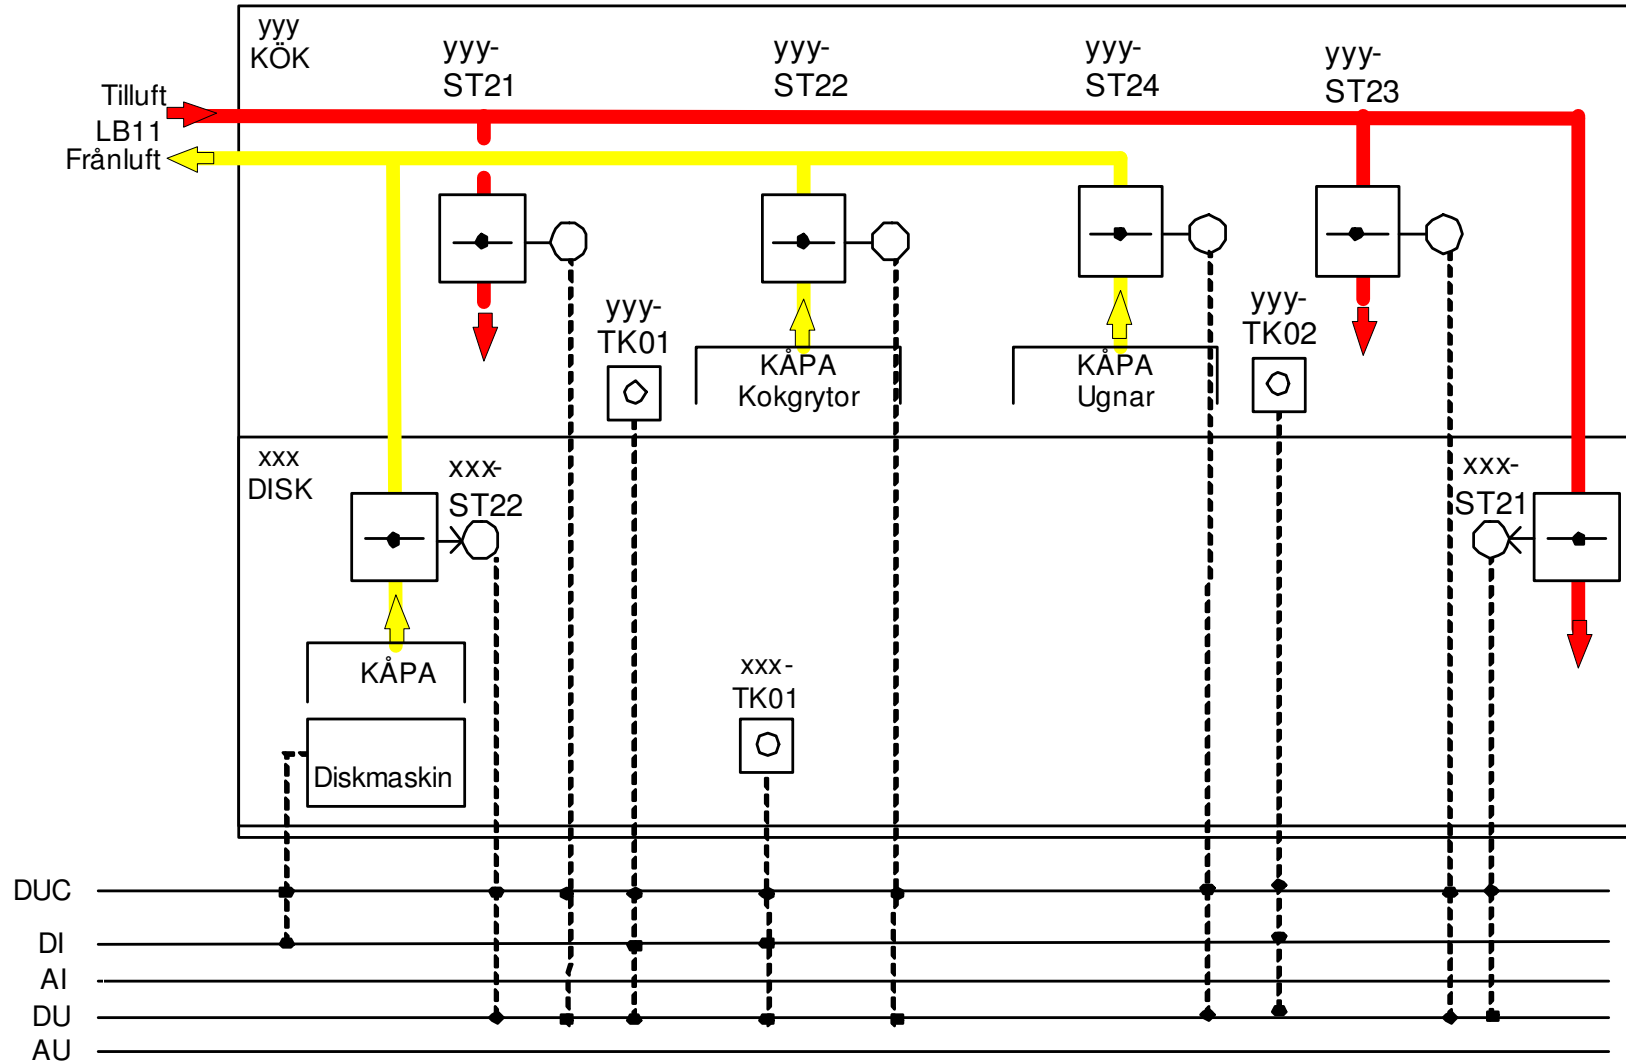 yyy
KÖK
yyy-
ST21
yyy-
ST22
yyy-
ST24
yyy-
ST23
Tilluft
LB11
Frånluft
yyy-
TK01
KÅPA
Kokgrytor
KÅPA
Ugnar
yyy-
TK02
xxx
DISK
xxx-
ST22
xxx-
ST21
KÅPA
Diskmaskin
xxx-
TK01
DUC
DI
AI
DU
AU